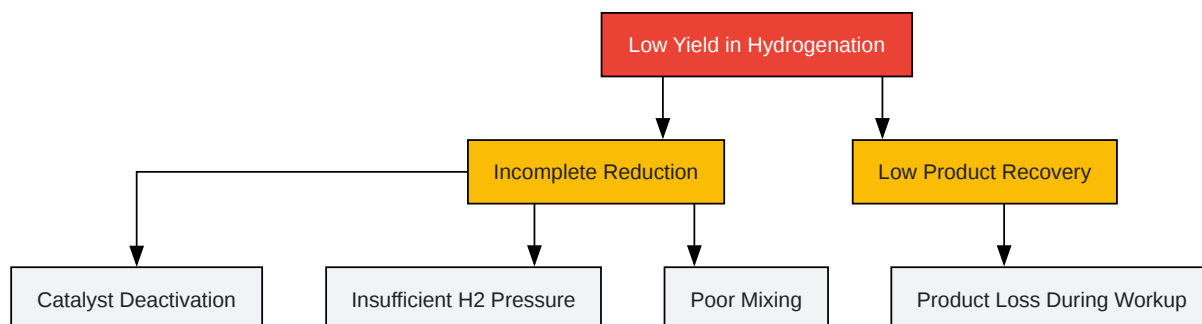 Low Yield in Hydrogenation
Incomplete Reduction
Low Product Recovery
Catalyst Deactivation
Insufficient H2 Pressure
Poor Mixing
Product Loss During Workup